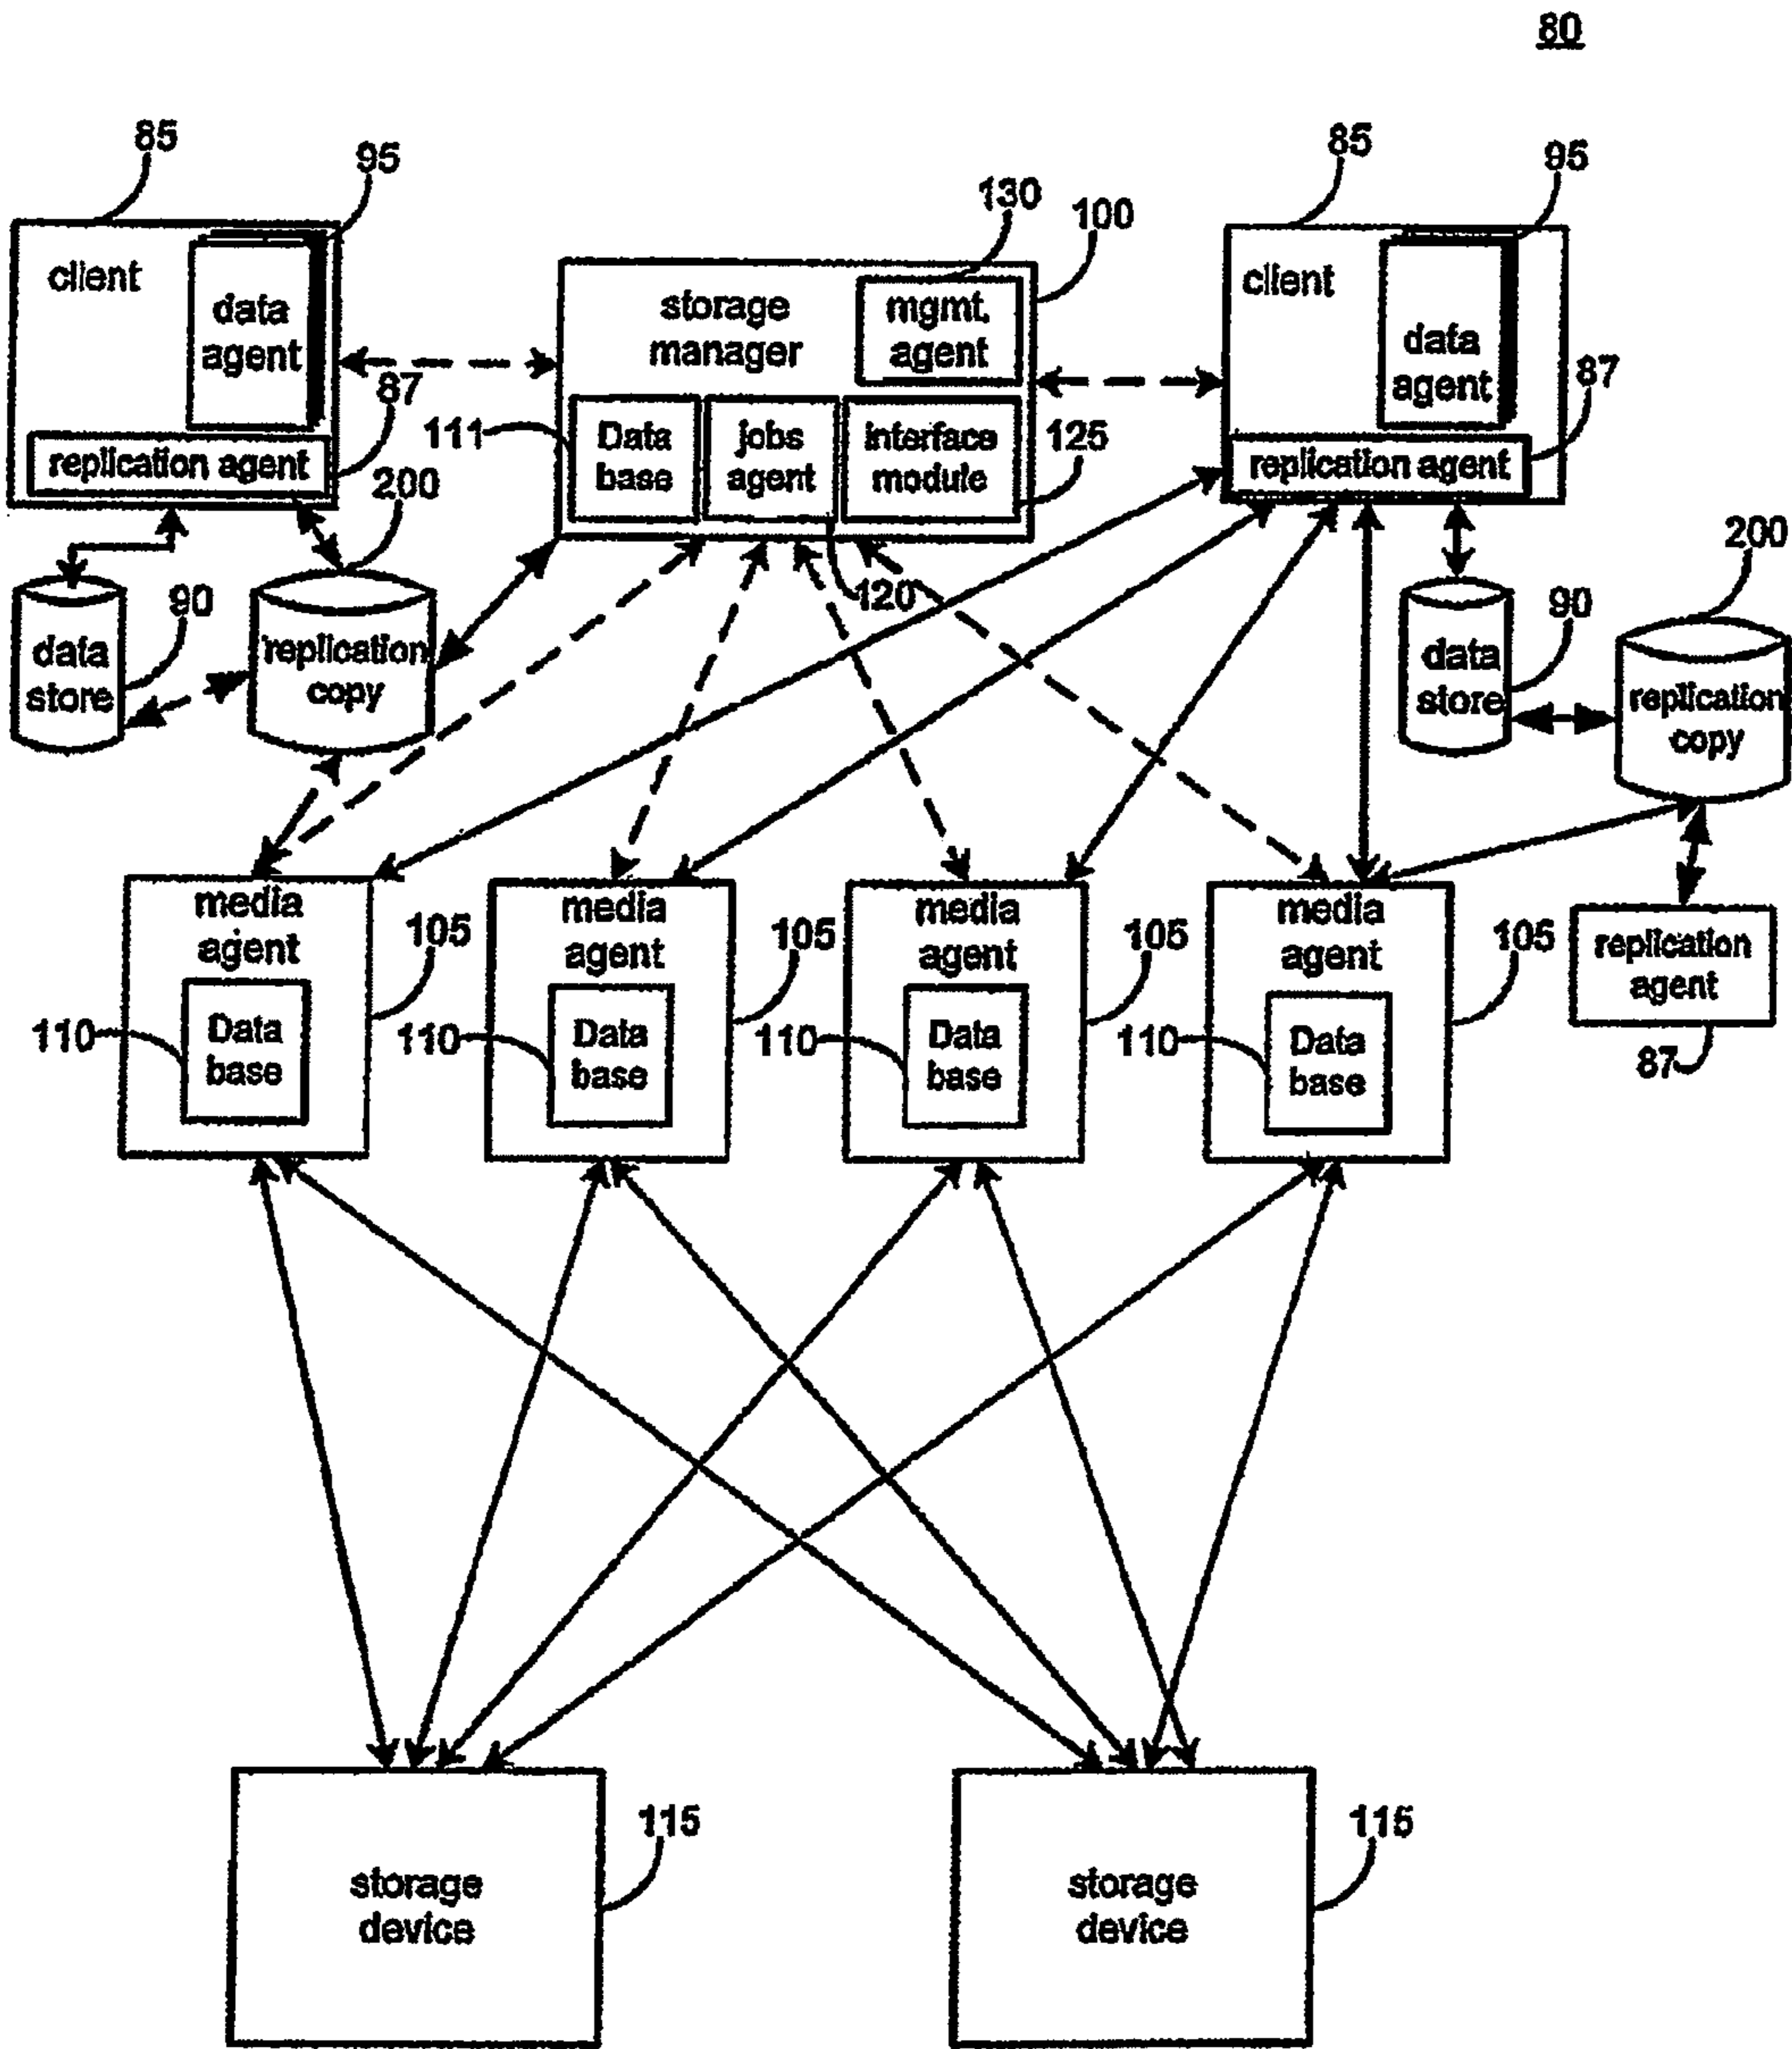 80
85
95
130
100
85
95
client
data
agent
storage
manager
mgmt.
agent
client
data
agent
87
87
111
Data
base
jobs
agent
interface
module
125
replication agent
replication agent
200
200
120
90
90
data
store
replication
copy
data
store
replication
copy
media
agent
media
agent
media
agent
media
agent
105
105
105
105
replication
agent
110
Data
base
110
Data
base
110
Data
base
110
Data
base
87
115
115
storage
device
storage
device